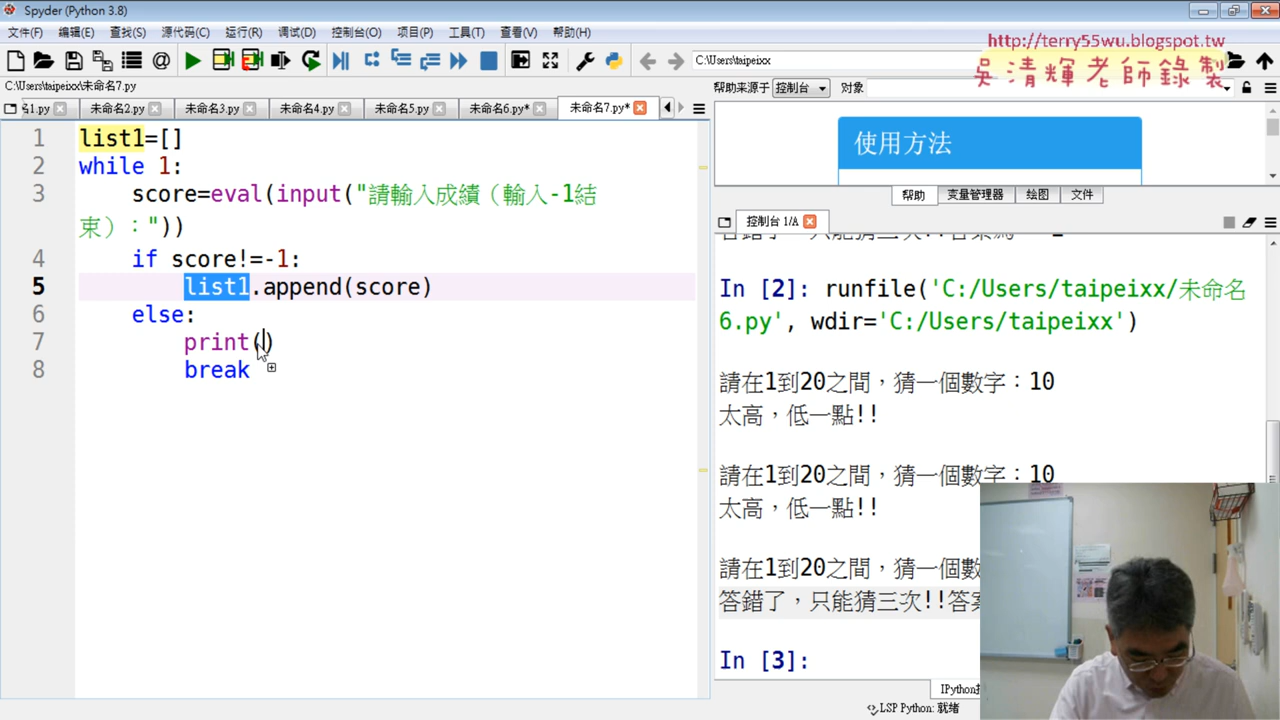 Spyder (Python 3.8)
文件(F) 编辑(E) 查找(S) 源代码(C) 运行(R) 调试(D) 控制台(O) 项目(P) 工具(T) 查看(V) 帮助(H)
http://terry55wu.blogspot.tw
吳清輝老師錄製
C:\Users\taipeixx
C:\Users\taipeixx\未命名7.py
帮助来源于 控制台 对象
1.py 未命名2.py 未命名3.py 未命名4.py 未命名5.py 未命名6.py* 未命名7.py*
1 list1=[]
2 while 1:
3 score=eval(input("請輸入成績（輸入-1結
束）："))
4 if score!=-1:
5 list1.append(score)
6 else:
7 print()
8 break
使用方法
帮助 变量管理器 绘图 文件
控制台 1/A
In [2]: runfile('C:/Users/taipeixx/未命名
6.py', wdir='C:/Users/taipeixx')
請在1到20之間，猜一個數字：10
太高，低一點!!
請在1到20之間，猜一個數字：10
太高，低一點!!
請在1到20之間，猜一個數
答錯了，只能猜三次!!答案
In [3]:
LSP Python: 就绪